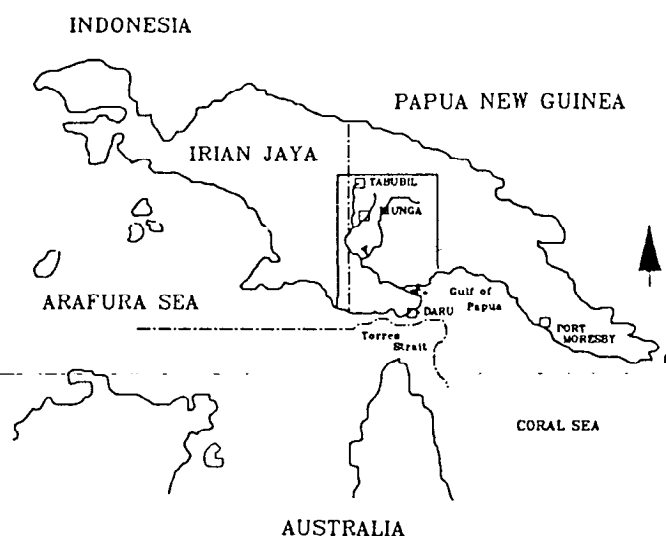 INDONESIA
PAPUA NEW GUINEA
IRIAN JAYA
TABUBIL
ARAFURA SEA
Gulf of
Papua
DARU
Torres
Strait
PORT
MORESBY
CORAL SEA
AUSTRALIA